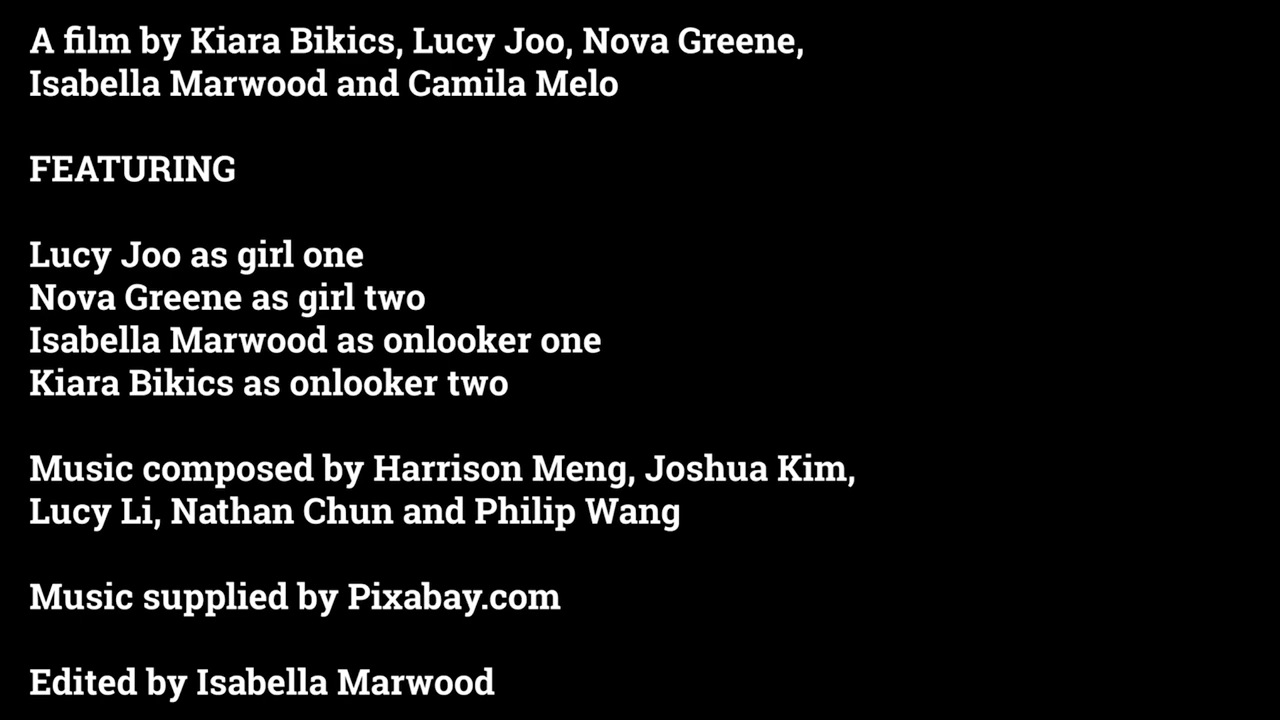 A film by Kiara Bikics, Lucy Joo, Nova Greene,
Isabella Marwood and Camila Melo
FEATURING
Lucy Joo as girl one
Nova Greene as girl two
Isabella Marwood as onlooker one
Kiara Bikics as onlooker two
Music composed by Harrison Meng, Joshua Kim,
Lucy Li, Nathan Chun and Philip Wang
Music supplied by Pixabay.com
Edited by Isabella Marwood